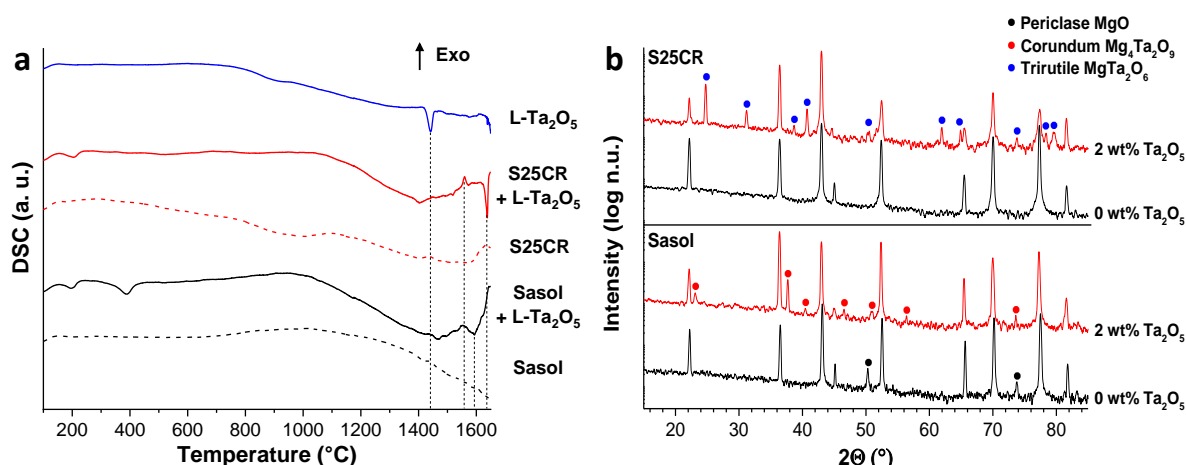 a
Exo
L-Ta₂O₅
S25CR
+ L-Ta₂O₅
S25CR
Sasol
+ L-Ta₂O₅
Sasol
DSC (a. u.)
200 400 600 800 1000 1200 1400 1600
Temperature (°C)
b
Periclase MgO
Corundum Mg₄Ta₂O₉
Trirutile MgTa₂O₆
S25CR
2 wt% Ta₂O₅
0 wt% Ta₂O₅
Sasol
2 wt% Ta₂O₅
0 wt% Ta₂O₅
Intensity (log n.u.)
20 30 40 50 60 70 80
2Θ (°)